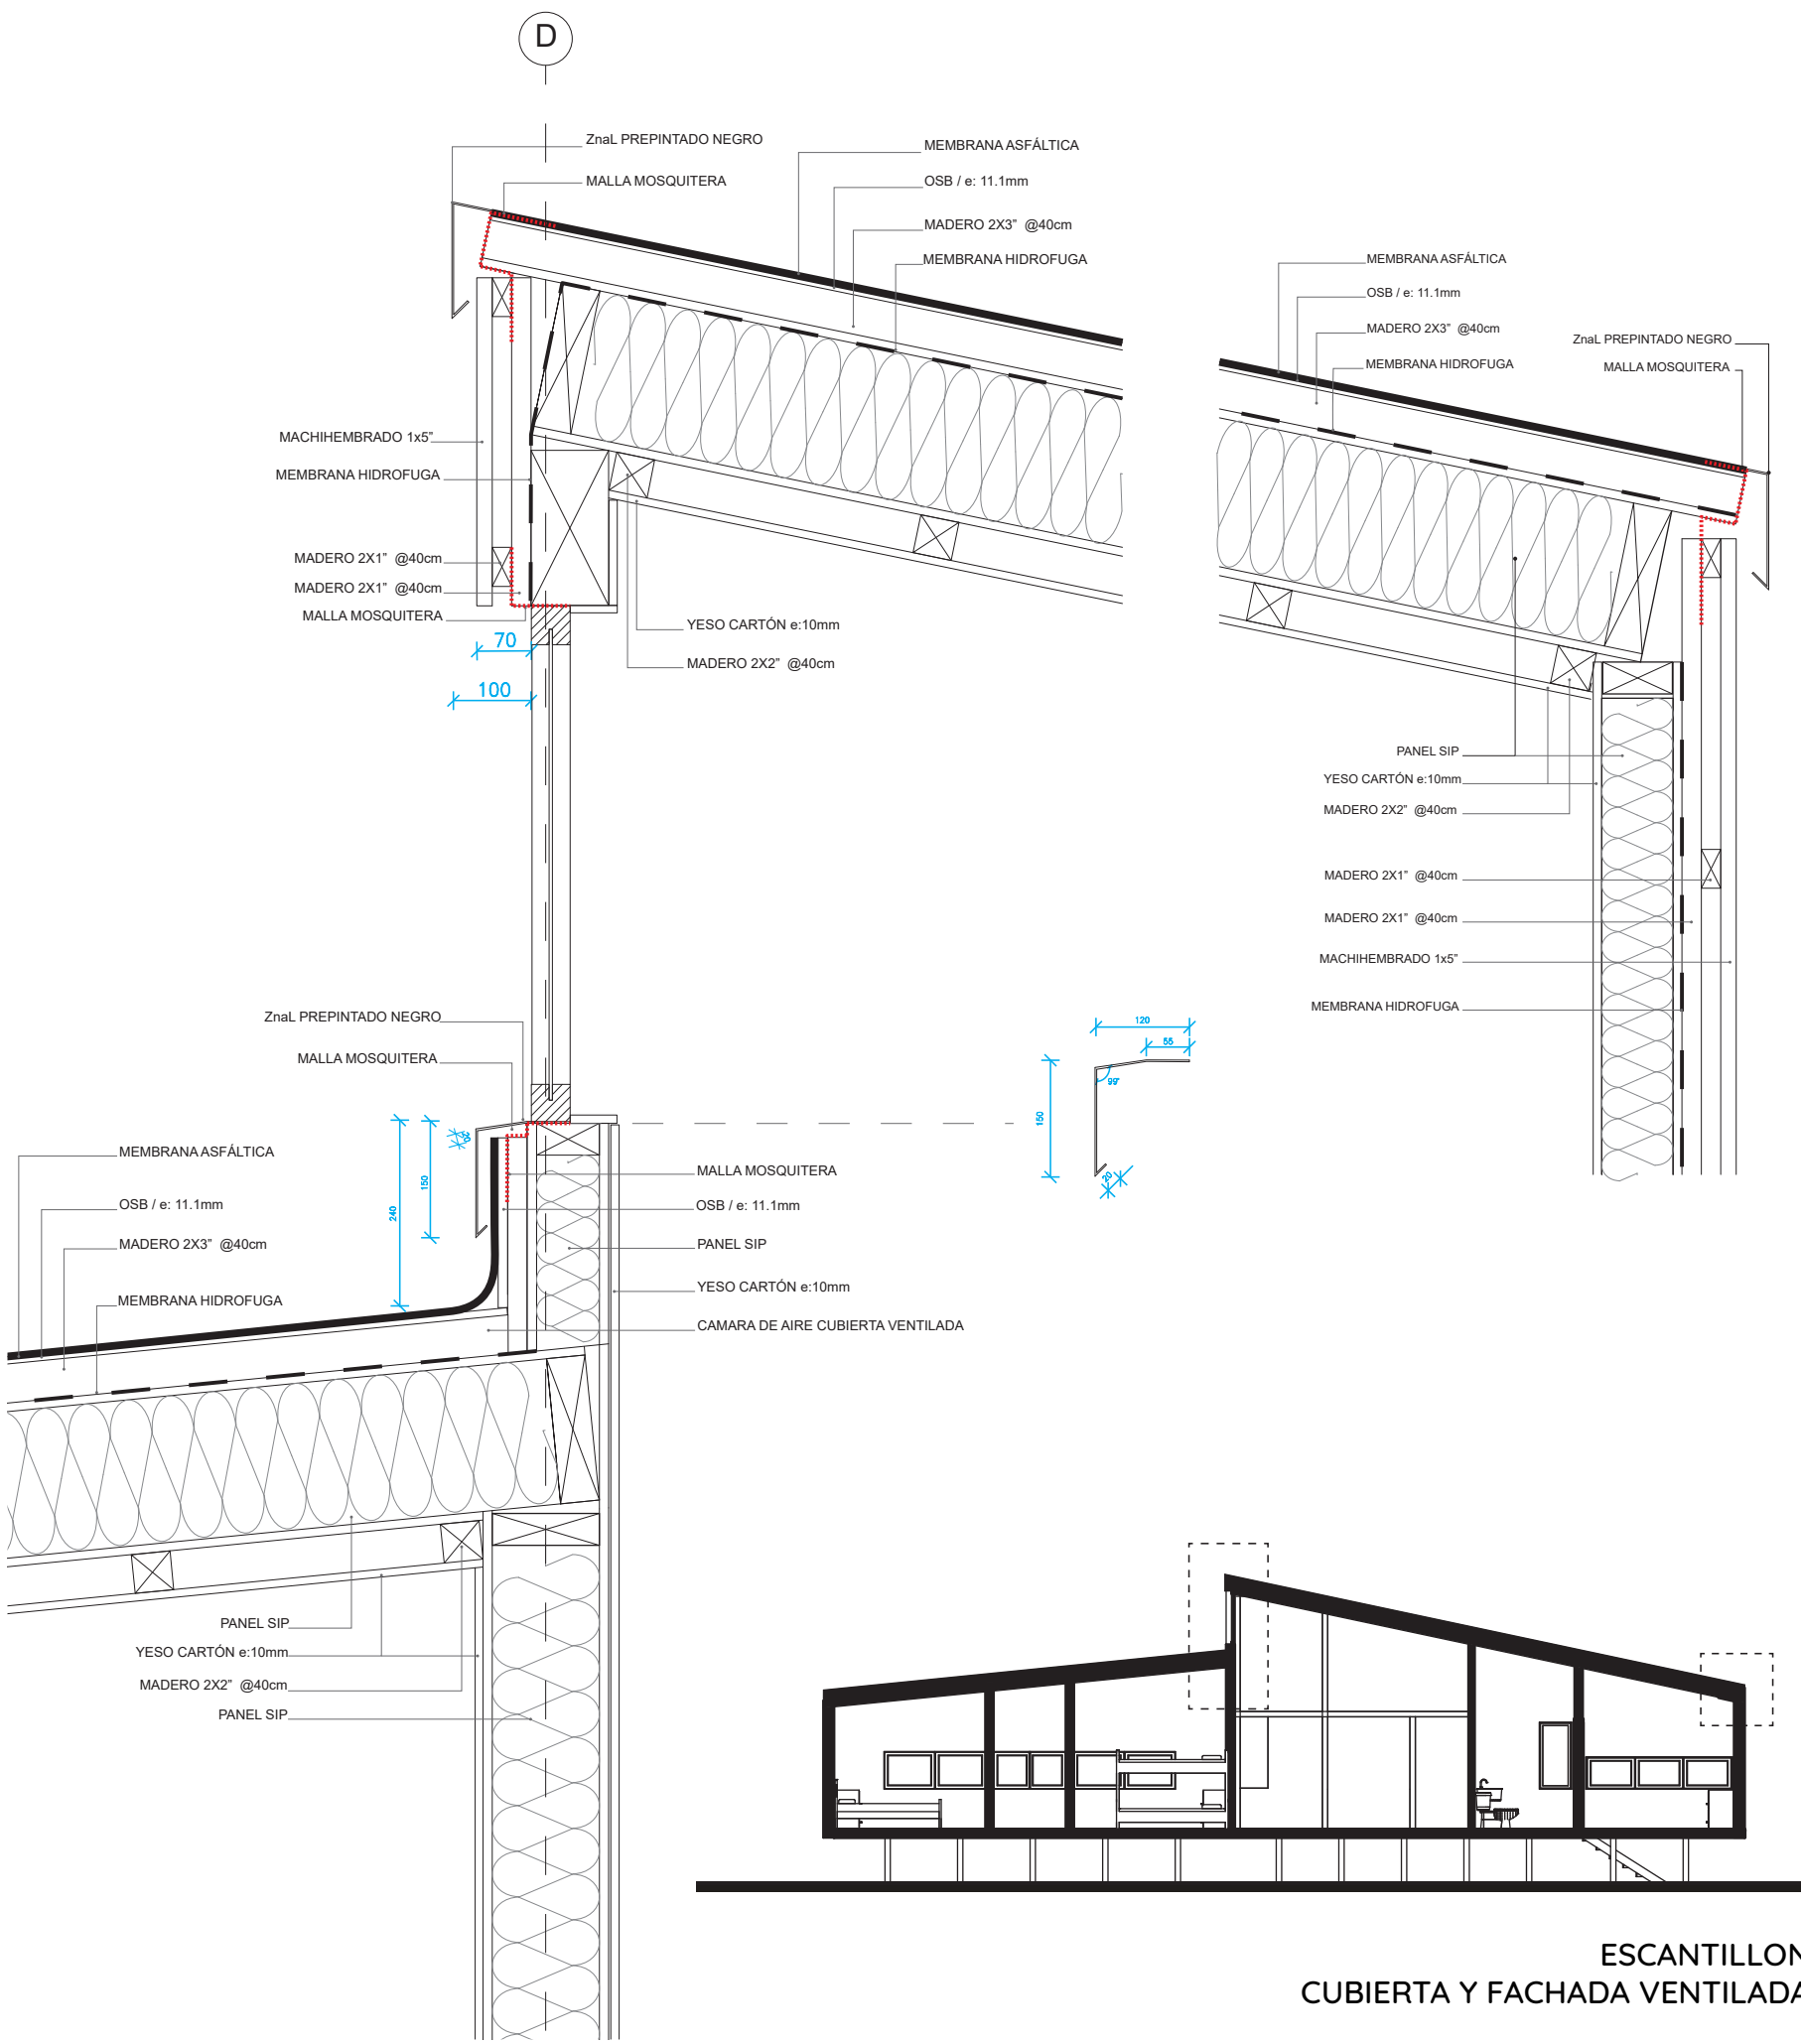 D
ZnaL PREPINTADO NEGRO
MALLA MOSQUITERA
MEMBRANA ASFÁLTICA
OSB / e: 11.1mm
MADERO 2X3" @40cm
MEMBRANA HIDROFUGA
MEMBRANA ASFÁLTICA
OSB / e: 11.1mm
MADERO 2X3" @40cm
MEMBRANA HIDROFUGA
ZnaL PREPINTADO NEGRO
MALLA MOSQUITERA
MACHIHEMBRADO 1x5"
MEMBRANA HIDROFUGA
MADERO 2X1" @40cm
MADERO 2X1" @40cm
MALLA MOSQUITERA
70
100
YESO CARTÓN e:10mm
MADERO 2X2" @40cm
PANEL SIP
YESO CARTÓN e:10mm
MADERO 2X2" @40cm
MADERO 2X1" @40cm
MADERO 2X1" @40cm
MACHIHEMBRADO 1x5"
MEMBRANA HIDROFUGA
ZnaL PREPINTADO NEGRO
MALLA MOSQUITERA
120
55
99°
150
20
20
150
240
MEMBRANA ASFÁLTICA
OSB / e: 11.1mm
MADERO 2X3" @40cm
MEMBRANA HIDROFUGA
MALLA MOSQUITERA
OSB / e: 11.1mm
PANEL SIP
YESO CARTÓN e:10mm
CAMARA DE AIRE CUBIERTA VENTILADA
PANEL SIP
YESO CARTÓN e:10mm
MADERO 2X2" @40cm
PANEL SIP
ESCANTILLON
CUBIERTA Y FACHADA VENTILADA